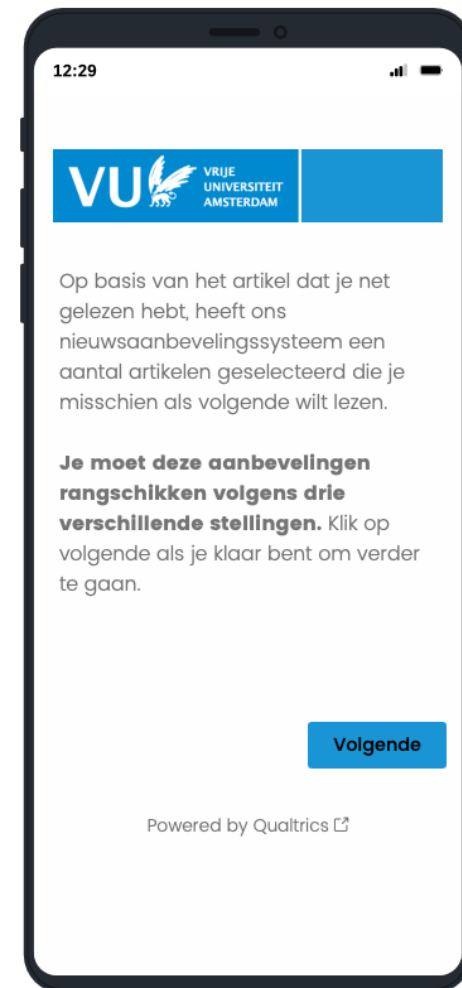 12:29
VU
VRIJE
UNIVERSITEIT
AMSTERDAM
Op basis van het artikel dat je net
gelezen hebt, heeft ons
nieuwsaanbevelingssysteem een
aantal artikelen geselecteerd die je
misschien als volgende wilt lezen.
Je moet deze aanbevelingen
rangschikken volgens drie
verschillende stellingen. Klik op
volgende als je klaar bent om verder
te gaan.
Volgende
Powered by Qualtrics